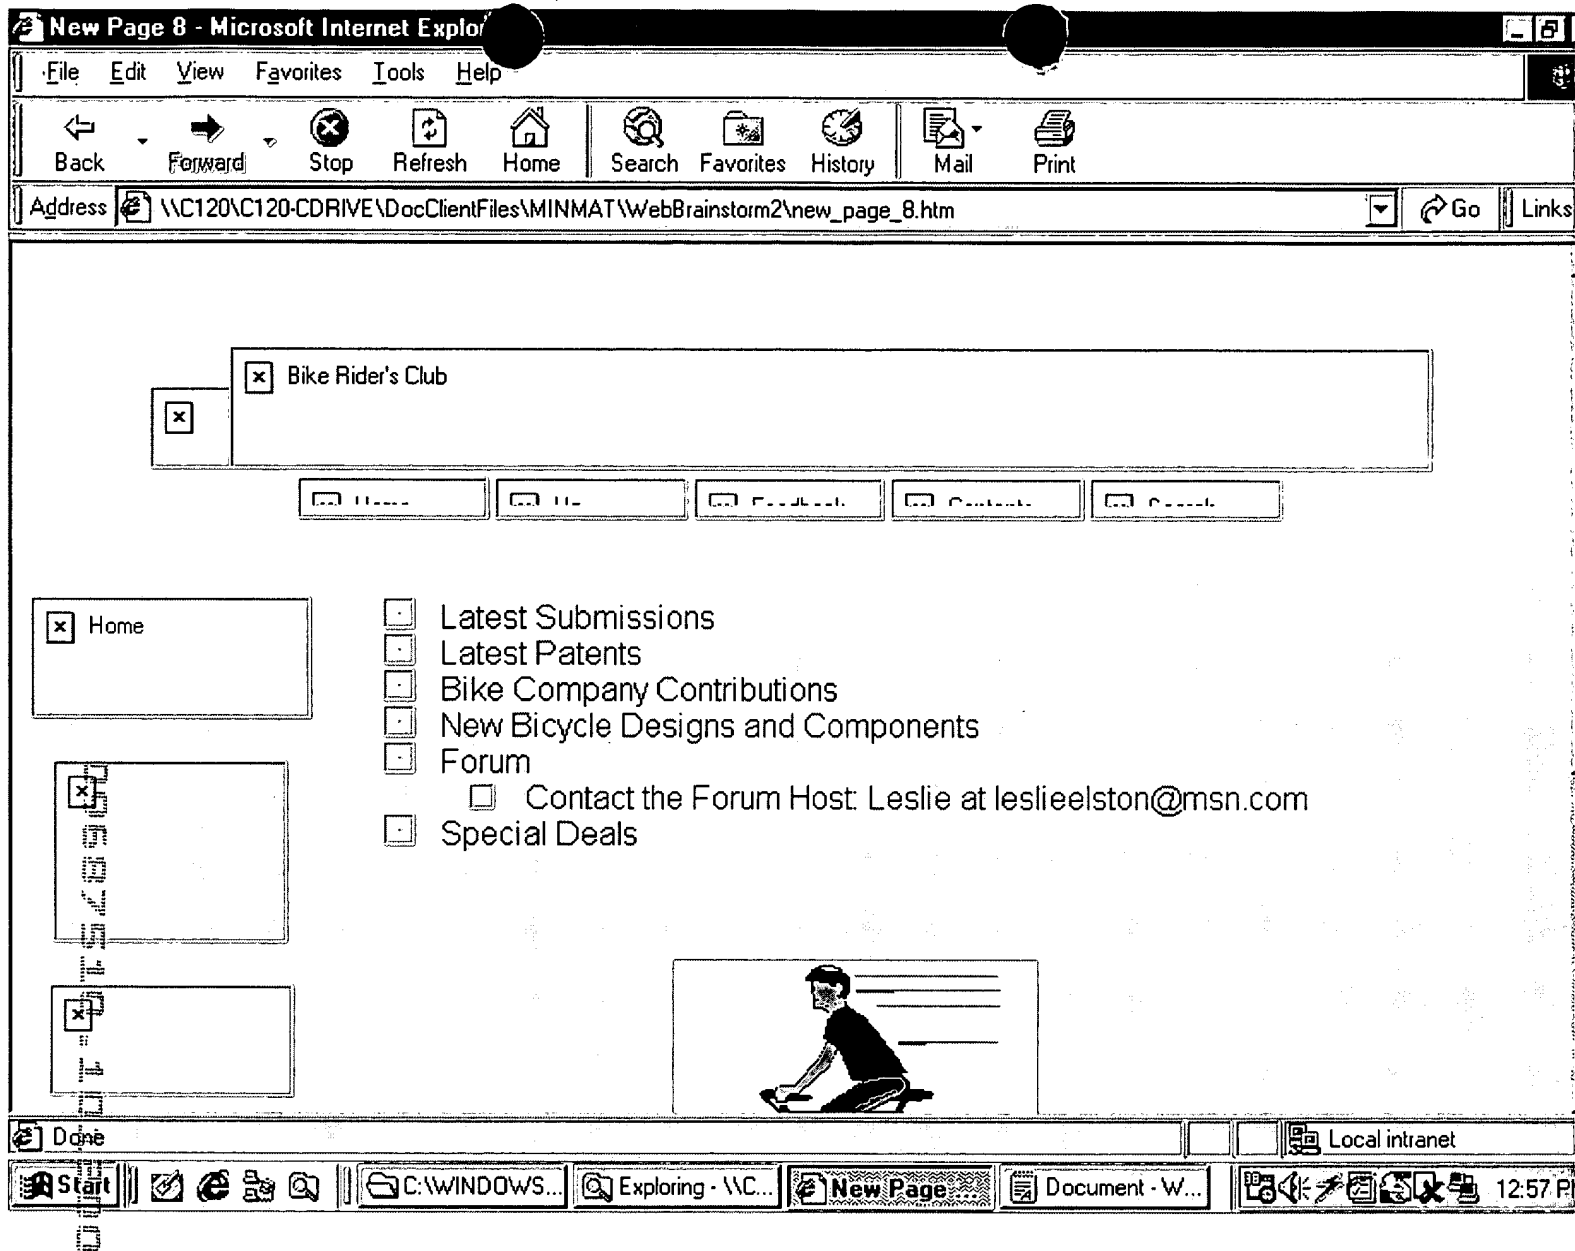 New Page 8 - Microsoft Internet Explor
File Edit View Favorites Tools Help
Back Forward Stop Refresh Home Search Favorites History Mail Print
Address \\C120\C120-CDRIVE\DocClientFiles\MINMAT\WebBrainstorm2\new_page_8.htm Go Links
Bike Rider's Club
Home
Latest Submissions
Latest Patents
Bike Company Contributions
New Bicycle Designs and Components
Forum
Contact the Forum Host: Leslie at leslieelston@msn.com
Special Deals
Done Local intranet
Start C:\WINDOWS... Exploring - \\C... New Page ... Document - W... 12:57 P